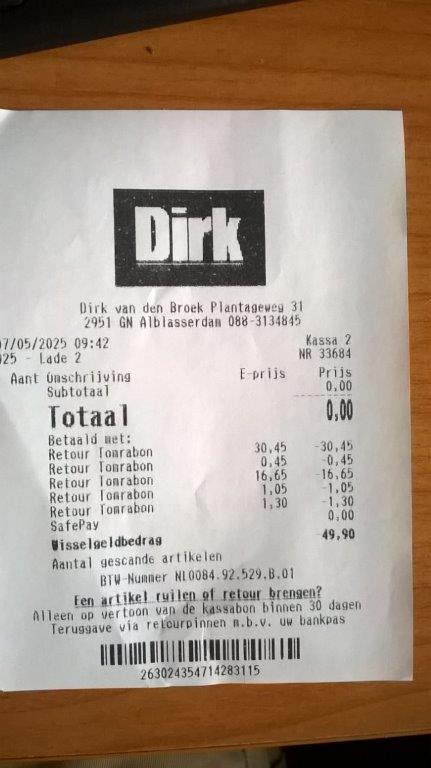 Dirk
Dirk van den Broek Plantageweg 31
2951 GN Alblasserdam 088-3134845
7/05/2025 09:42 Kassa 2
025 - Lade 2 NR 33684
Aant Omschrijving E-prijs Prijs
Subtotaal 0,00
Totaal 0,00
Betaald met:
Retour Tomrabon 30,45 -30,45
Retour Tomrabon 0,45 -0,45
Retour Tomrabon 16,65 -16,65
Retour Tomrabon 1,05 -1,05
Retour Tomrabon 1,30 -1,30
SafePay 0,00
Wisselgeldbedrag -49,90
Aantal gescande artikelen
BTW-Nummer NL0084.92.529.B.01
Een artikel ruilen of retour brengen?
Alleen op vertoon van de kassabon binnen 30 dagen
Teruggave via retourpinnen m.b.v. uw bankpas
263024354714283115